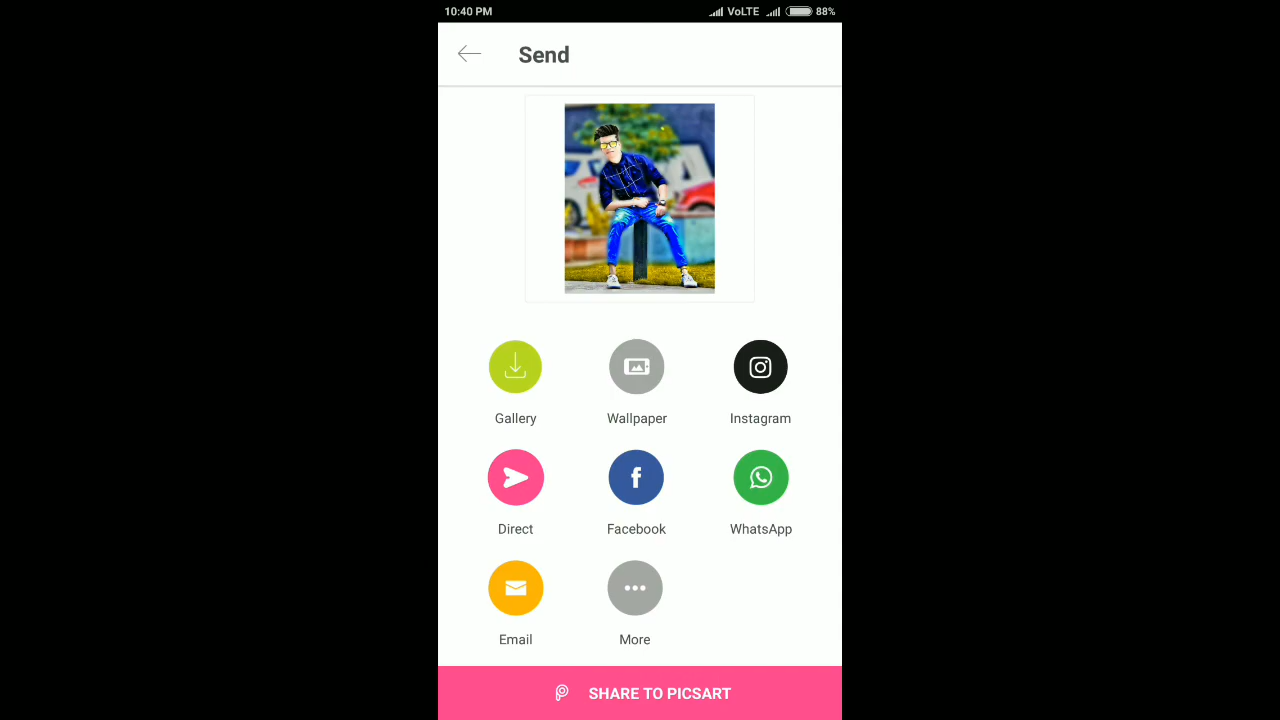 10:40 PM VoLTE 88%
Send
Gallery Wallpaper Instagram
Direct Facebook WhatsApp
Email More
SHARE TO PICSART